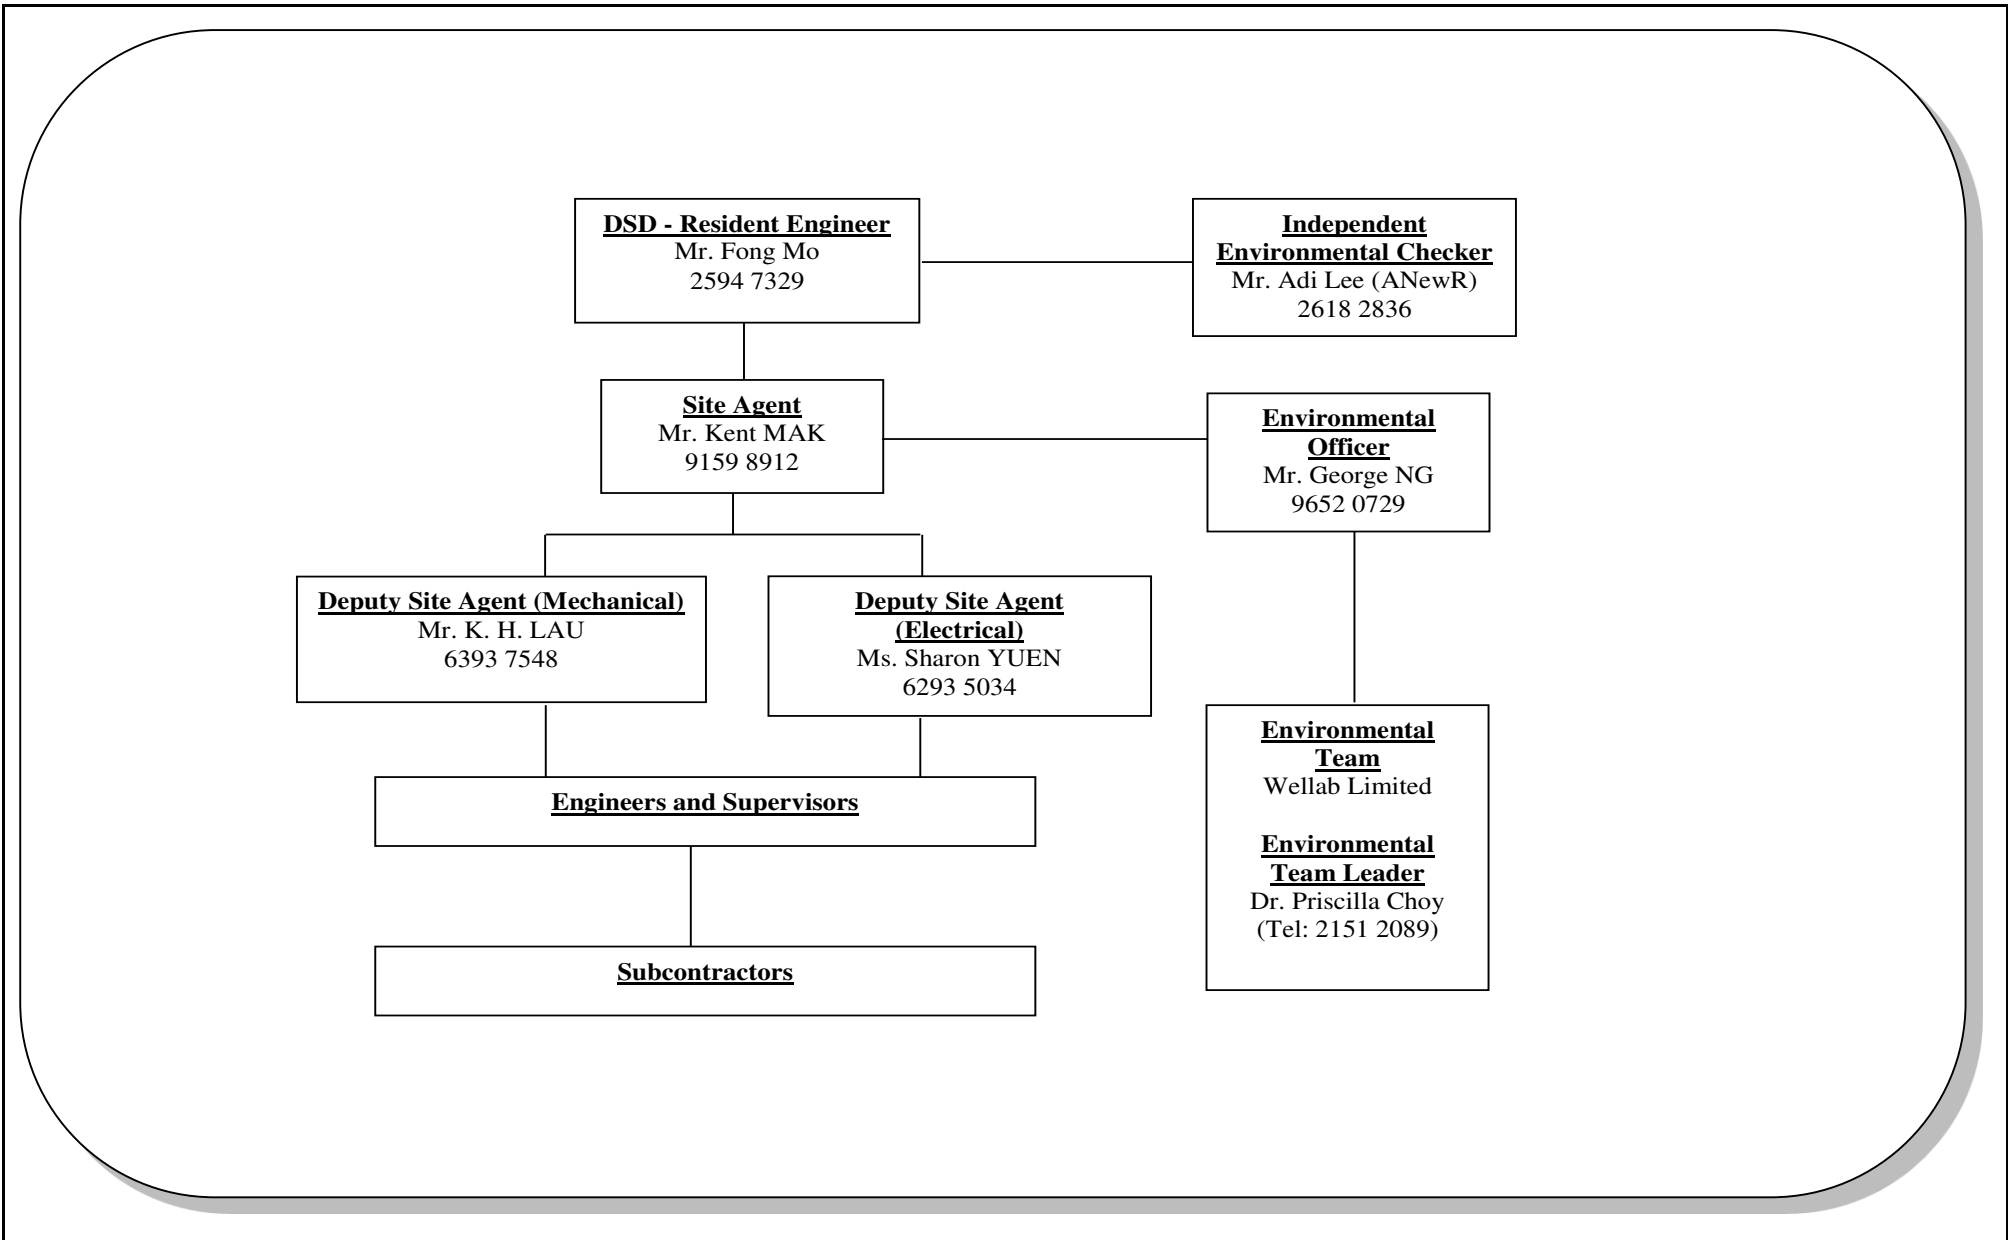 DSD - Resident Engineer
Mr. Fong Mo
2594 7329
Independent
Environmental Checker
Mr. Adi Lee (ANewR)
2618 2836
Site Agent
Mr. Kent MAK
9159 8912
Environmental
Officer
Mr. George NG
9652 0729
Deputy Site Agent (Mechanical)
Mr. K. H. LAU
6393 7548
Deputy Site Agent
(Electrical)
Ms. Sharon YUEN
6293 5034
Environmental
Team
Wellab Limited
Environmental
Team Leader
Dr. Priscilla Choy
(Tel: 2151 2089)
Engineers and Supervisors
Subcontractors